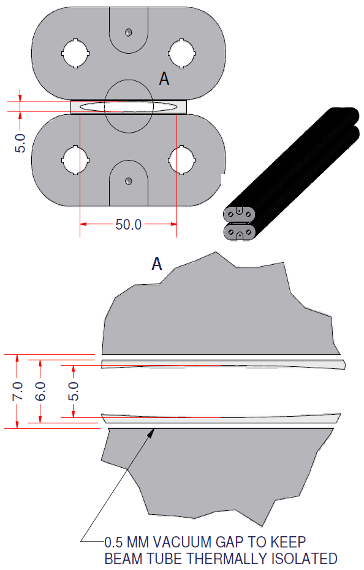 A
5.0
50.0
A
7.0
6.0
5.0
0.5 MM VACUUM GAP TO KEEP
BEAM TUBE THERMALLY ISOLATED